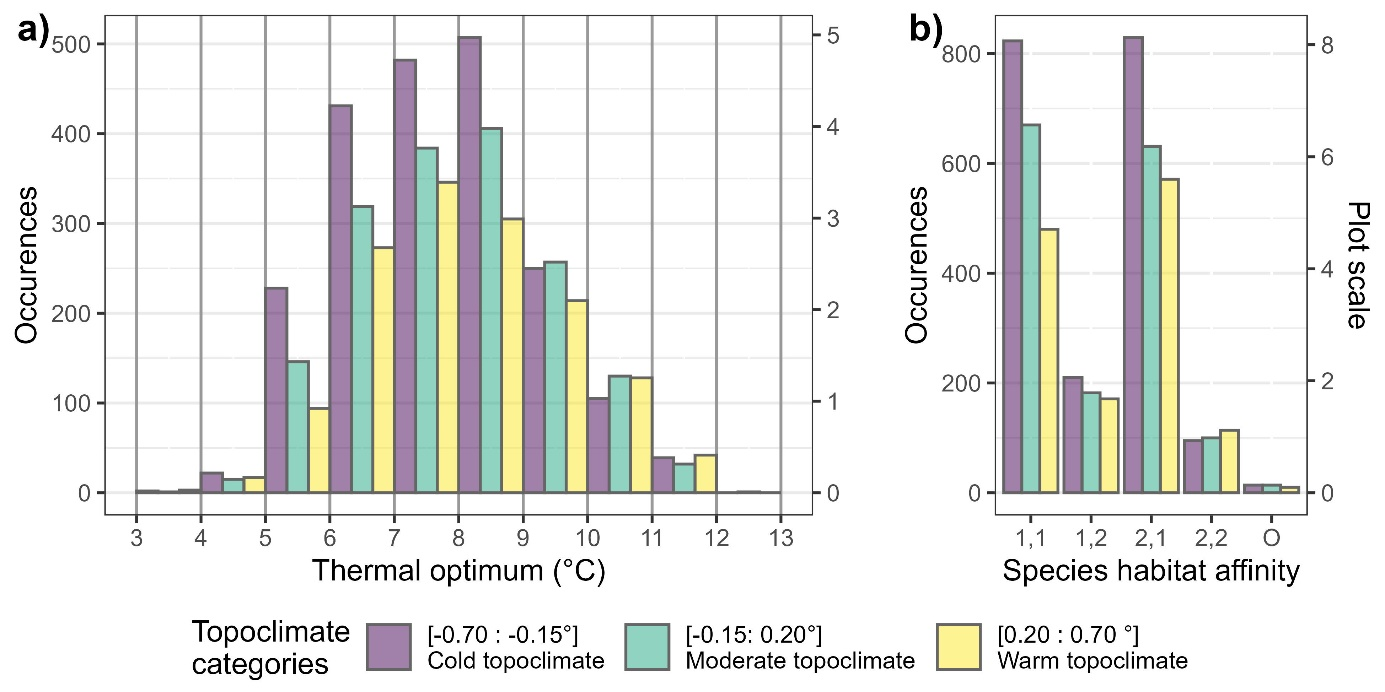 a)
500
400
300
200
100
0
Occurences
5
4
3
2
1
0
3 4 5 6 7 8 9 10 11 12 13
Thermal optimum (°C)
b)
800
600
400
200
0
Occurences
8
6
4
2
0
Plot scale
1,1 1,2 2,1 2,2 O
Species habitat affinity
Topoclimate
categories
[-0.70 : -0.15°]
Cold topoclimate
[-0.15: 0.20°]
Moderate topoclimate
[0.20 : 0.70 °]
Warm topoclimate